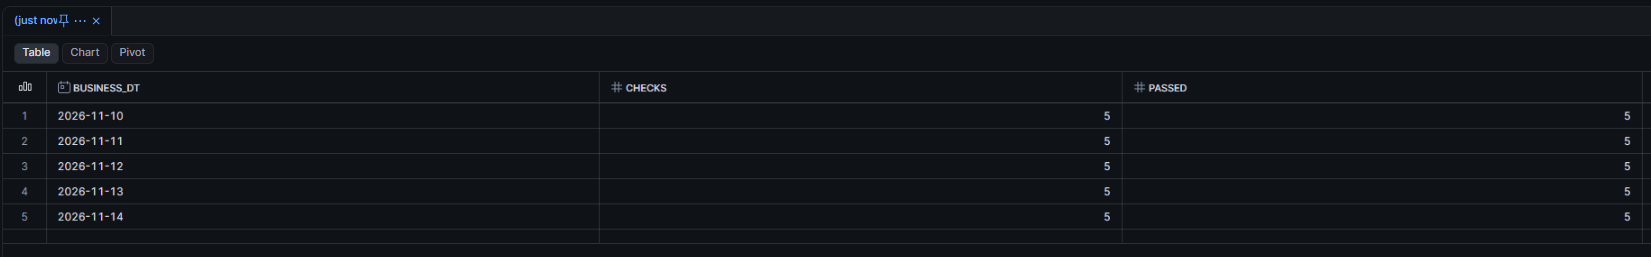 (just now ... ×
Table Chart Pivot
BUSINESS_DT CHECKS PASSED
1 2026-11-10 5 5
2 2026-11-11 5 5
3 2026-11-12 5 5
4 2026-11-13 5 5
5 2026-11-14 5 5